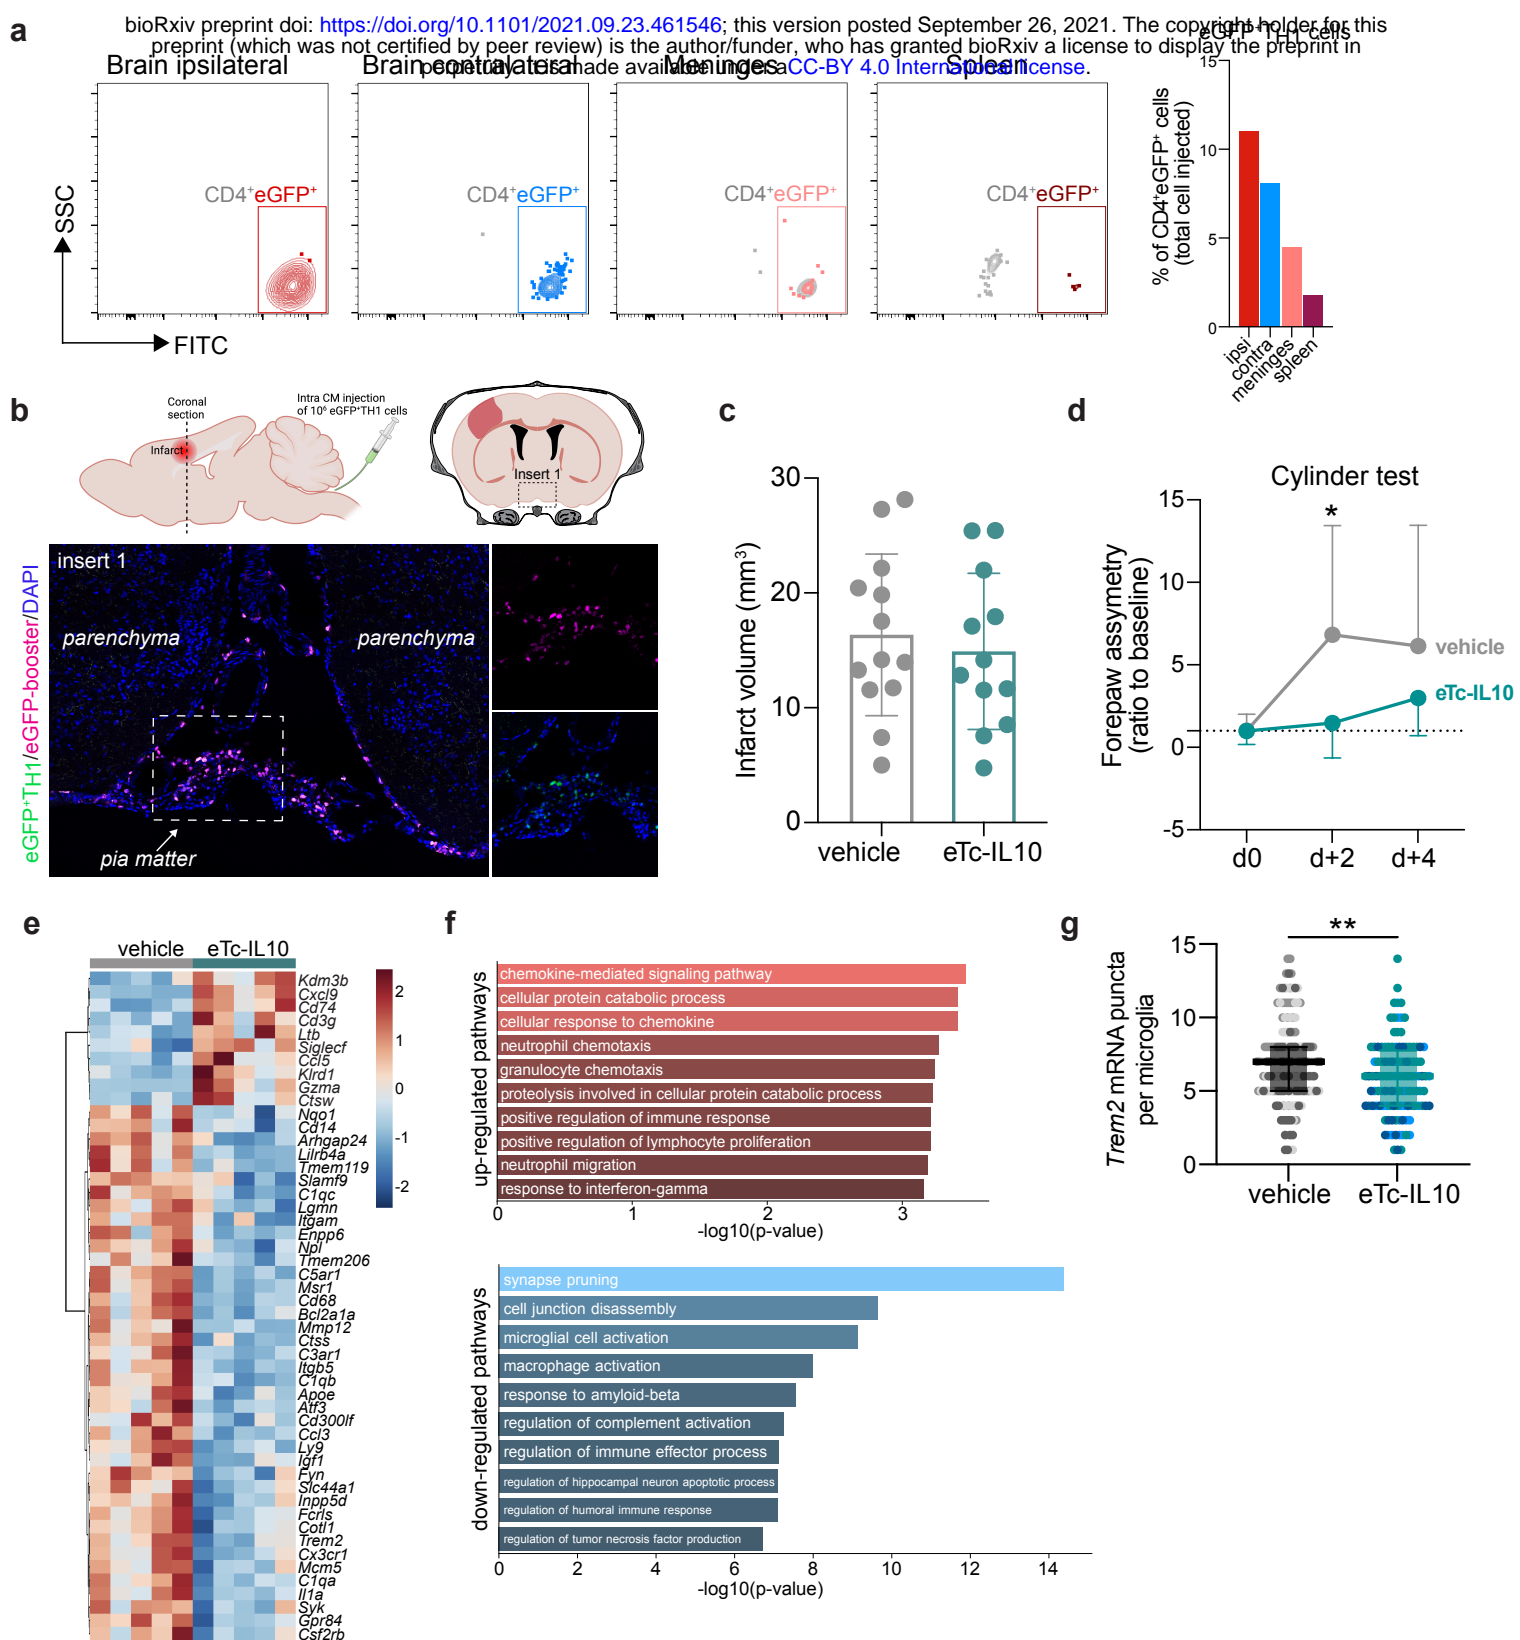 bioRxiv preprint doi: https://doi.org/10.1101/2021.09.23.461546; this version posted September 26, 2021. The copyright holder for this
preprint (which was not certified by peer review) is the author/funder, who has granted bioRxiv a license to display the preprint in
perpetuity. It is made available under aCC-BY 4.0 International license.
a
Brain ipsilateral
Brain contralateral
Meninges
Spleen
eGFP+TH1 cells
CD4+eGFP+
CD4+eGFP+
CD4+eGFP+
CD4+eGFP+
SSC
FITC
% of CD4+eGFP+ cells
(total cell injected)
15
10
5
0
ipsi
contra
meninges
spleen
b
Coronal
section
Infarct
Intra CM injection
of 10⁶ eGFP+TH1 cells
Insert 1
eGFP+TH1/eGFP-booster/DAPI
insert 1
parenchyma
parenchyma
pia matter
c
Infarct volume (mm³)
30
20
10
0
vehicle
eTc-IL10
d
Cylinder test
Forepaw assymetry
(ratio to baseline)
15
10
5
0
-5
*
vehicle
eTc-IL10
d0
d+2
d+4
e
vehicle
eTc-IL10
2
1
0
-1
-2
Kdm3b
Cxcl9
Cd74
Cd3g
Ltb
Siglecf
Ccl5
Klrd1
Gzma
Ctsw
Nqo1
Cd14
Arhgap24
Lilrb4a
Tmem119
Slamf9
C1qc
Lgmn
Itgam
Enpp6
Npl
Tmem206
C5ar1
Msr1
Cd68
Bcl2a1a
Mmp12
Ctss
C3ar1
Itgb5
C1qb
Apoe
Atf3
Cd300lf
Ccl3
Ly9
Igf1
Fyn
Slc44a1
Inpp5d
Fcrls
Cotl1
Trem2
Cx3cr1
Mcm5
C1qa
Il1a
Syk
Gpr84
Csf2rb
f
up-regulated pathways
chemokine-mediated signaling pathway
cellular protein catabolic process
cellular response to chemokine
neutrophil chemotaxis
granulocyte chemotaxis
proteolysis involved in cellular protein catabolic process
positive regulation of immune response
positive regulation of lymphocyte proliferation
neutrophil migration
response to interferon-gamma
0 1 2 3
-log10(p-value)
down-regulated pathways
synapse pruning
cell junction disassembly
microglial cell activation
macrophage activation
response to amyloid-beta
regulation of complement activation
regulation of immune effector process
regulation of hippocampal neuron apoptotic process
regulation of humoral immune response
regulation of tumor necrosis factor production
0 2 4 6 8 10 12 14
-log10(p-value)
g
Trem2 mRNA puncta
per microglia
15
10
5
0
**
vehicle
eTc-IL10